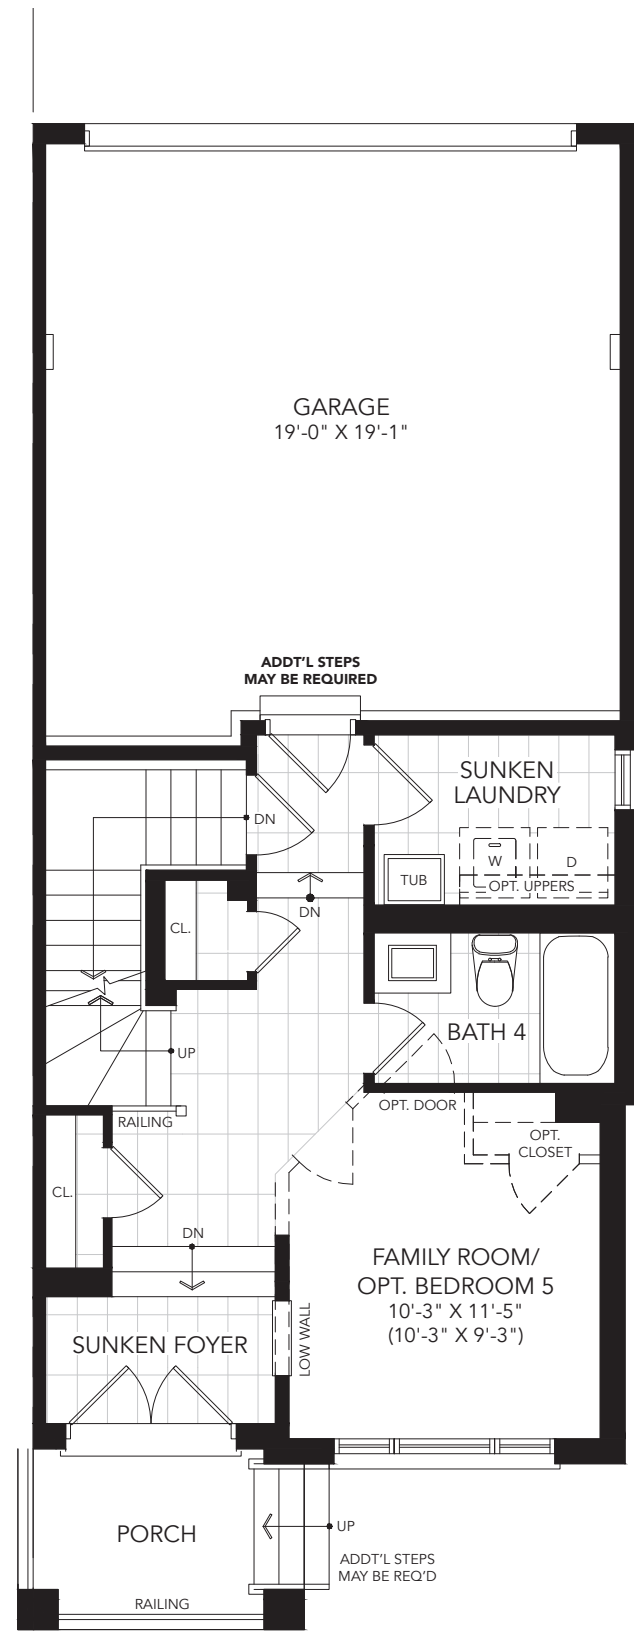 GARAGE
19'-0" X 19'-1"
ADDT'L STEPS
MAY BE REQUIRED
SUNKEN
LAUNDRY
DN
W
D
TUB
OPT. UPPERS
DN
CL.
BATH 4
UP
OPT. DOOR
RAILING
OPT.
CLOSET
CL.
DN
FAMILY ROOM/
OPT. BEDROOM 5
10'-3" X 11'-5"
(10'-3" X 9'-3")
LOW WALL
SUNKEN FOYER
PORCH
UP
ADDT'L STEPS
MAY BE REQ'D
RAILING